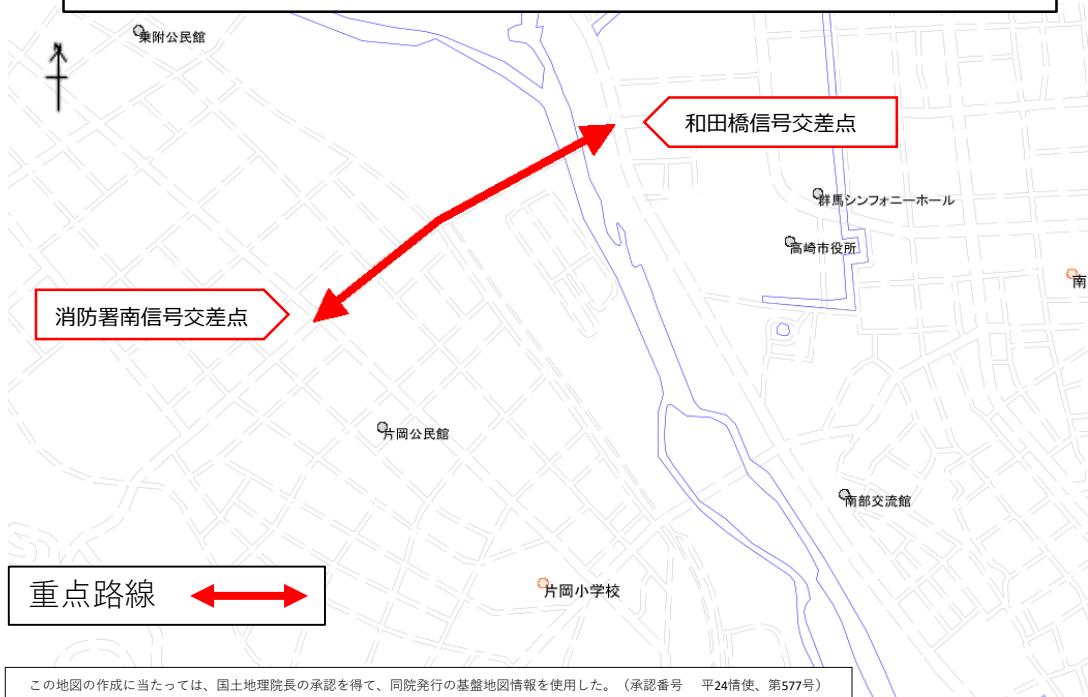 乗附公民館
和田橋信号交差点
群馬シンフォニーホール
高崎市役所
南
消防署南信号交差点
片岡公民館
南部交流館
片岡小学校
重点路線
この地図の作成に当たっては、国土地理院長の承認を得て、同院発行の基盤地図情報を使用した。（承認番号　平24情使、第577号）